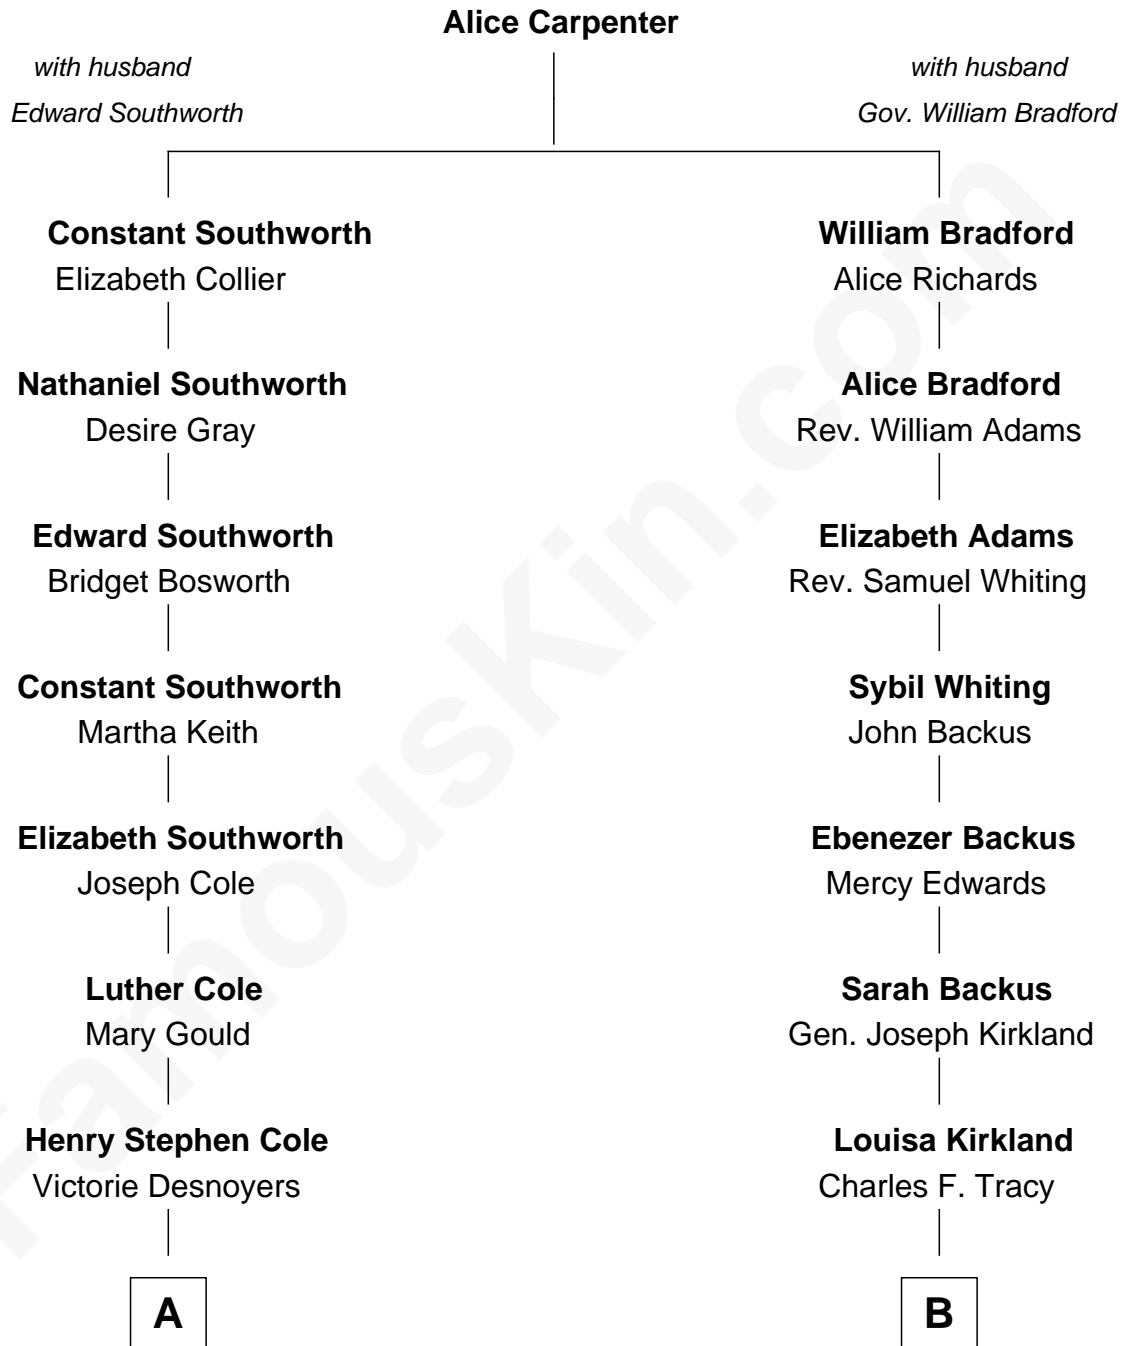 Alice Carpenter
with husband
Edward Southworth
with husband
Gov. William Bradford
Constant Southworth
Elizabeth Collier
William Bradford
Alice Richards
Nathaniel Southworth
Desire Gray
Alice Bradford
Rev. William Adams
Edward Southworth
Bridget Bosworth
Elizabeth Adams
Rev. Samuel Whiting
Constant Southworth
Martha Keith
Sybil Whiting
John Backus
Elizabeth Southworth
Joseph Cole
Ebenezer Backus
Mercy Edwards
Luther Cole
Mary Gould
Sarah Backus
Gen. Joseph Kirkland
Henry Stephen Cole
Victorie Desnoyers
Louisa Kirkland
Charles F. Tracy
A
B
FamousKin.com